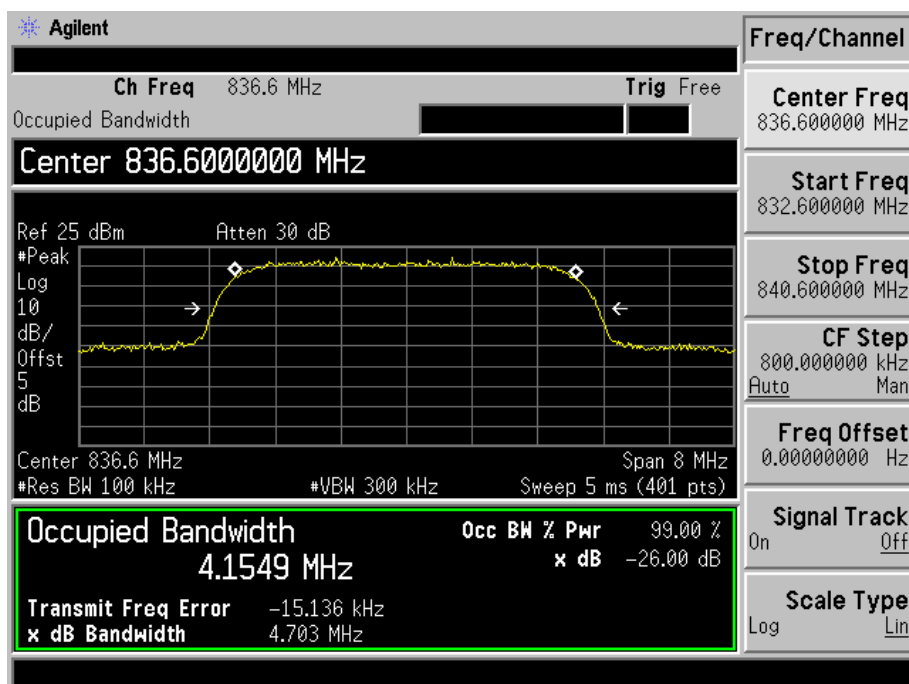 Agilent
Ch Freq 836.6 MHz Trig Free
Occupied Bandwidth
Center 836.6000000 MHz
Ref 25 dBm Atten 30 dB
#Peak
Log
10
dB/
Offst
5
dB
Center 836.6 MHz Span 8 MHz
#Res BW 100 kHz #VBW 300 kHz Sweep 5 ms (401 pts)
Occupied Bandwidth
4.1549 MHz
Occ BW % Pwr 99.00 %
x dB -26.00 dB
Transmit Freq Error -15.136 kHz
x dB Bandwidth 4.703 MHz
Freq/Channel
Center Freq
836.600000 MHz
Start Freq
832.600000 MHz
Stop Freq
840.600000 MHz
CF Step
800.000000 kHz
Auto Man
Freq Offset
0.00000000 Hz
Signal Track
On Off
Scale Type
Log Lin